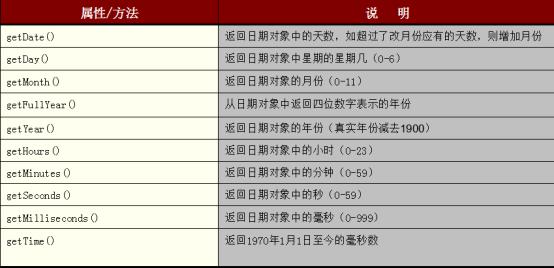 属性/方法 说 明
getDate() 返回日期对象中的天数，如超过了改月份应有的天数，则增加月份
getDay() 返回日期对象中星期的星期几（0-6）
getMonth() 返回日期对象的月份（0-11）
getFullYear() 从日期对象中返回四位数字表示的年份
getYear() 返回日期对象的年份（真实年份减去1900）
getHours() 返回日期对象中的小时（0-23）
getMinutes() 返回日期对象中的分钟（0-59）
getSeconds() 返回日期对象中的秒（0-59）
getMilliseconds() 返回日期对象中的毫秒（0-999）
getTime() 返回1970年1月1日至今的毫秒数